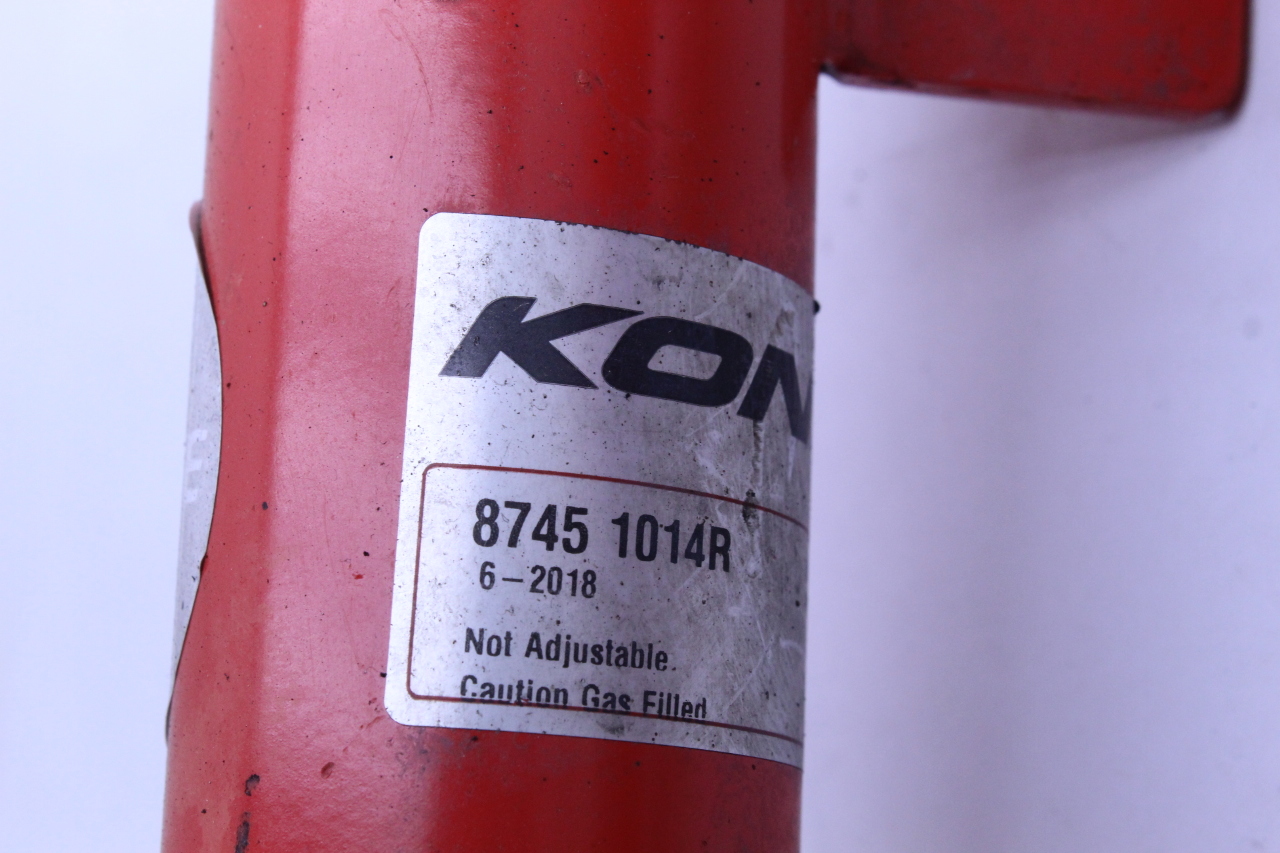 KON
8745 1014R
6-2018
Not Adjustable.
Caution Gas Filled